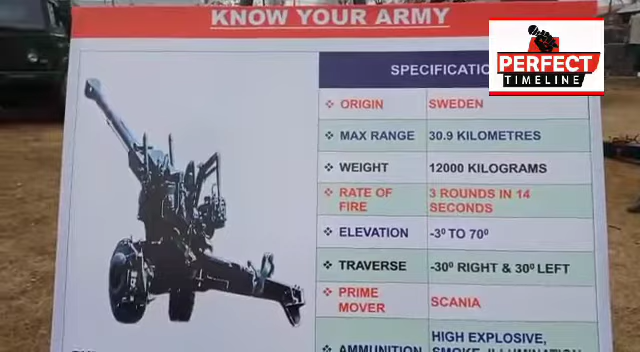 KNOW YOUR ARMY
PERFECT
TIMELINE
ORIGIN SWEDEN
MAX RANGE 30.9 KILOMETRES
WEIGHT 12000 KILOGRAMS
RATE OF FIRE 3 ROUNDS IN 14 SECONDS
ELEVATION -3⁰ TO 70⁰
TRAVERSE -30⁰ RIGHT & 30⁰ LEFT
PRIME MOVER SCANIA
AMMUNITION HIGH EXPLOSIVE,